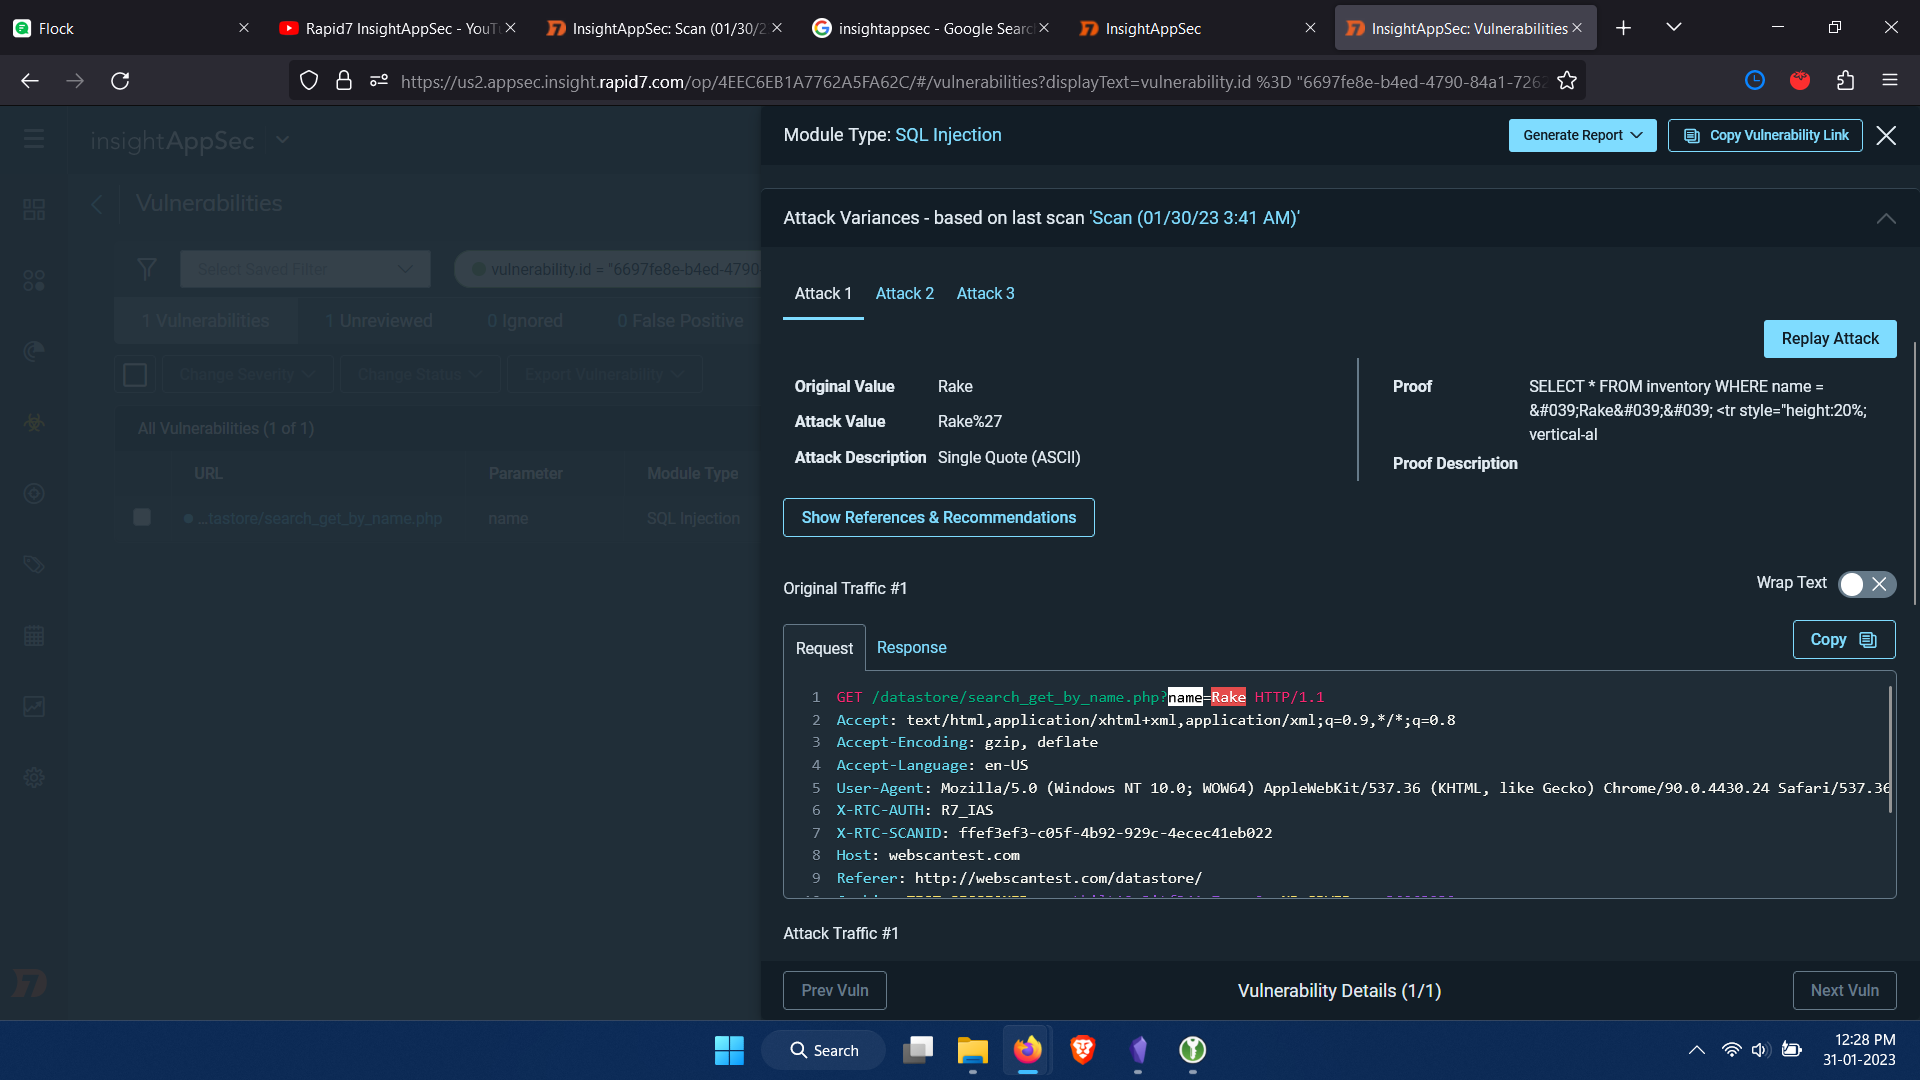 Flock
Rapid7 InsightAppSec - YouT
InsightAppSec: Scan (01/30/2
insightappsec - Google Searc
InsightAppSec
InsightAppSec: Vulnerabilities
https://us2.appsec.insight.rapid7.com/op/4EEC6EB1A7762A5FA62C/#/vulnerabilities?displayText=vulnerability.id %3D "6697fe8e-b4ed-4790-84a1-7262
insightAppSec
Vulnerabilities
Select Saved Filter
vulnerability.id = "6697fe8e-b4ed-4790
1 Vulnerabilities
1 Unreviewed
0 Ignored
0 False Positive
Change Severity
Change Status
Export Vulnerability
All Vulnerabilities (1 of 1)
URL
Parameter
Module Type
...tastore/search_get_by_name.php
name
SQL Injection
Module Type: SQL Injection
Generate Report
Copy Vulnerability Link
Attack Variances - based on last scan 'Scan (01/30/23 3:41 AM)'
Attack 1
Attack 2
Attack 3
Replay Attack
Original Value Rake
Attack Value Rake%27
Attack Description Single Quote (ASCII)
Proof
SELECT * FROM inventory WHERE name =
&#039;Rake&#039;&#039; <tr style="height:20%;
vertical-al
Proof Description
Show References & Recommendations
Original Traffic #1
Wrap Text
Request
Response
Copy
1 GET /datastore/search_get_by_name.php?name=Rake HTTP/1.1
2 Accept: text/html,application/xhtml+xml,application/xml;q=0.9,*/*;q=0.8
3 Accept-Encoding: gzip, deflate
4 Accept-Language: en-US
5 User-Agent: Mozilla/5.0 (Windows NT 10.0; WOW64) AppleWebKit/537.36 (KHTML, like Gecko) Chrome/90.0.4430.24 Safari/537.36
6 X-RTC-AUTH: R7_IAS
7 X-RTC-SCANID: ffef3ef3-c05f-4b92-929c-4ecec41eb022
8 Host: webscantest.com
9 Referer: http://webscantest.com/datastore/
Attack Traffic #1
Prev Vuln
Vulnerability Details (1/1)
Next Vuln
Search
12:28 PM
31-01-2023